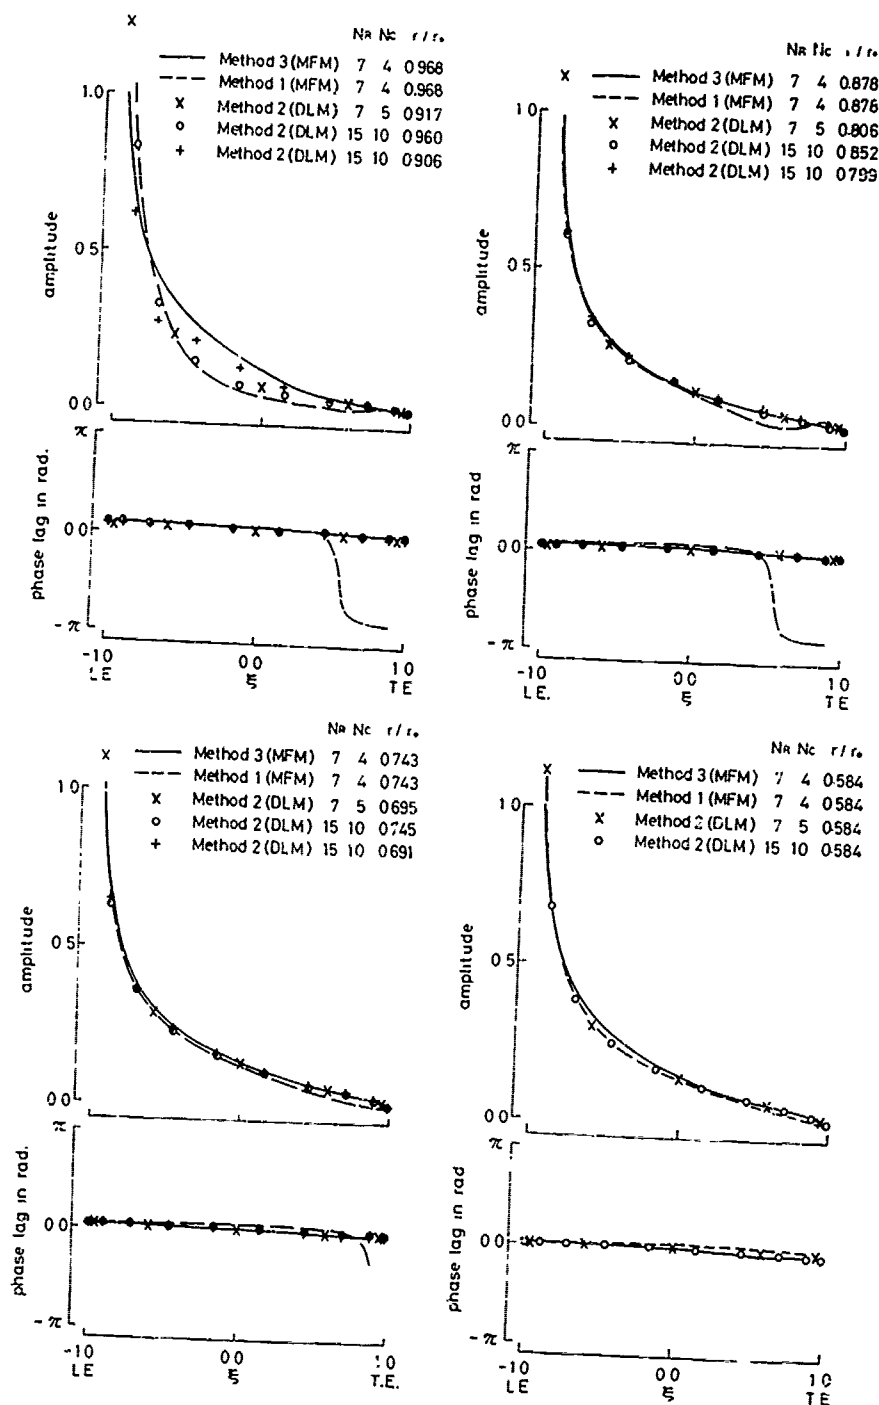 NR NC r/r.
Method 3 (MFM) 7 4 0.968
Method 1 (MFM) 7 4 0.968
X Method 2 (DLM) 7 5 0.917
o Method 2 (DLM) 15 10 0.960
+ Method 2 (DLM) 15 10 0.906
1.0
0.5
0.0
amplitude
π
0.0
-π
phase lag in rad.
-1.0 0.0 1.0
LE. ξ T.E
NR NC r/r.
Method 3 (MFM) 7 4 0.878
Method 1 (MFM) 7 4 0.878
X Method 2 (DLM) 7 5 0.806
o Method 2 (DLM) 15 10 0.852
+ Method 2 (DLM) 15 10 0.799
1.0
0.5
0.0
amplitude
π
0.0
-π
phase lag in rad
-1.0 0.0 1.0
LE. ξ T E
NR NC r/r.
Method 3 (MFM) 7 4 0.743
Method 1 (MFM) 7 4 0.743
X Method 2 (DLM) 7 5 0.695
o Method 2 (DLM) 15 10 0.745
+ Method 2 (DLM) 15 10 0.691
1.0
0.5
0.0
amplitude
π
0.0
-π
phase lag in rad.
-1.0 0.0 1.0
LE ξ T.E.
NR NC r/r.
Method 3 (MFM) 7 4 0.584
Method 1 (MFM) 7 4 0.584
X Method 2 (DLM) 7 5 0.584
o Method 2 (DLM) 15 10 0.584
1.0
0.5
0.0
amplitude
π
0.0
-π
phase lag in rad
-1.0 0.0 1.0
LE ξ T E